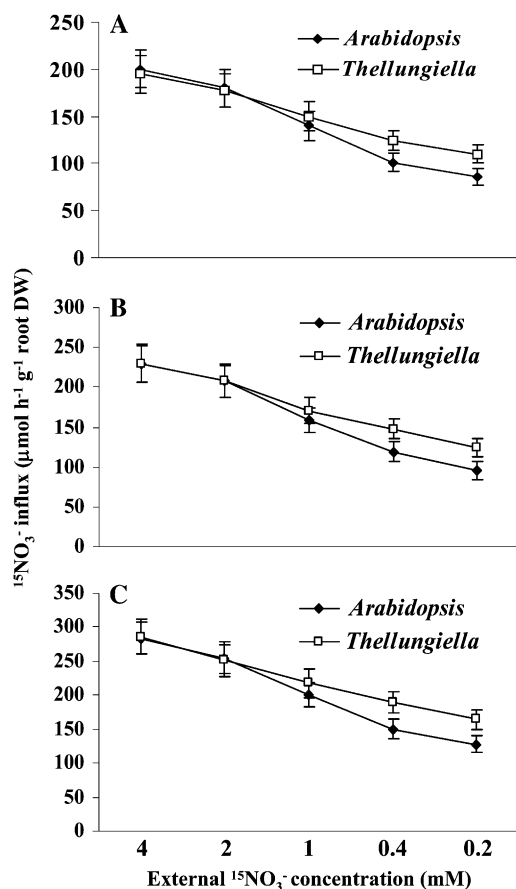 A
Arabidopsis
Thellungiella
250
200
150
100
50
0
B
Arabidopsis
Thellungiella
300
250
200
150
100
50
0
C
Arabidopsis
Thellungiella
350
300
250
200
150
100
50
0
¹⁵NO₃⁻ influx (µmol h⁻¹ g⁻¹ root DW)
4 2 1 0.4 0.2
External ¹⁵NO₃⁻ concentration (mM)